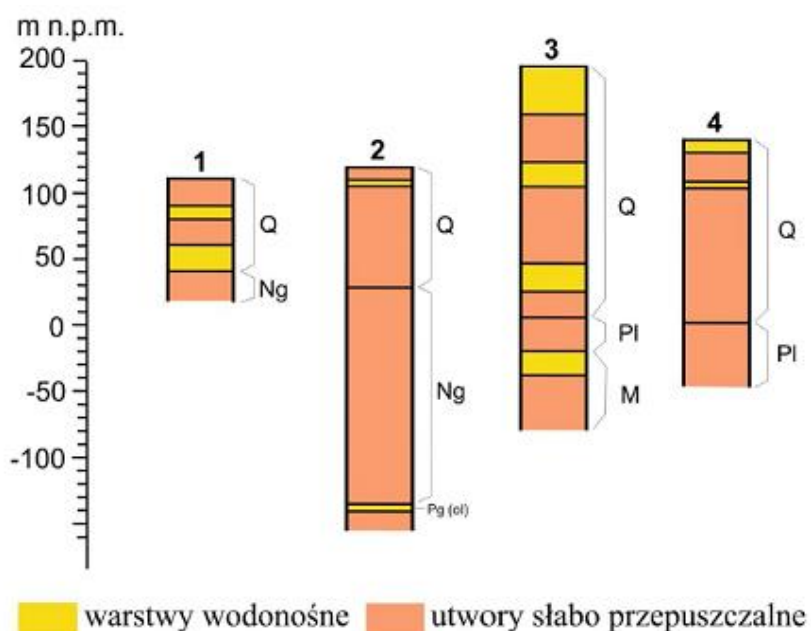 m n.p.m.
200
150
100
50
0
-50
-100
1
Q
Ng
2
Q
Ng
Pg (ol)
3
Q
Pl
M
4
Q
Pl
warstwy wodonośne
utwory słabo przepuszczalne